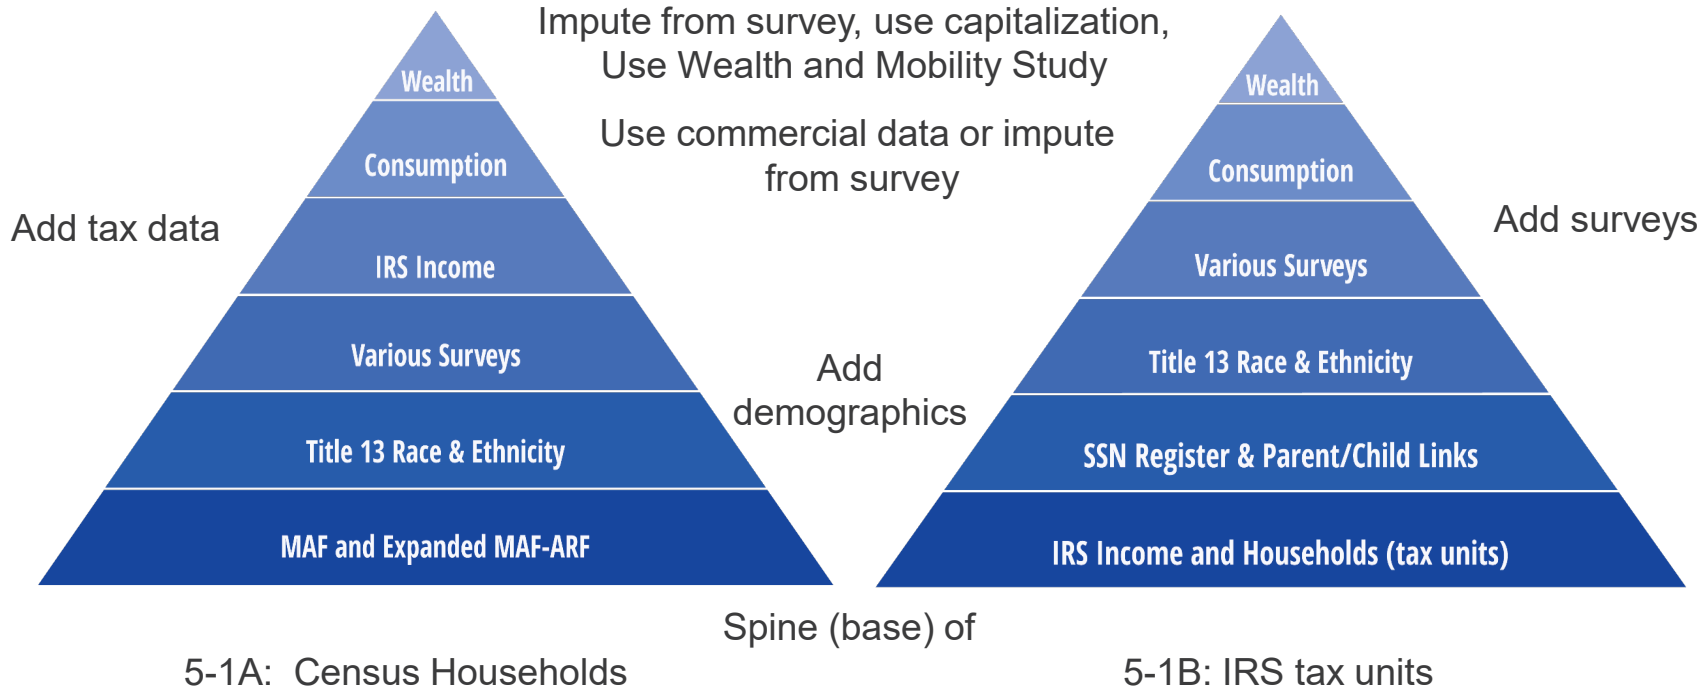 Impute from survey, use capitalization,
Use Wealth and Mobility Study
Use commercial data or impute
from survey
Add tax data
Wealth
Consumption
IRS Income
Various Surveys
Title 13 Race & Ethnicity
MAF and Expanded MAF-ARF
Add
demographics
Wealth
Consumption
Various Surveys
Title 13 Race & Ethnicity
SSN Register & Parent/Child Links
IRS Income and Households (tax units)
Add surveys
Spine (base) of
5-1A: Census Households
5-1B: IRS tax units